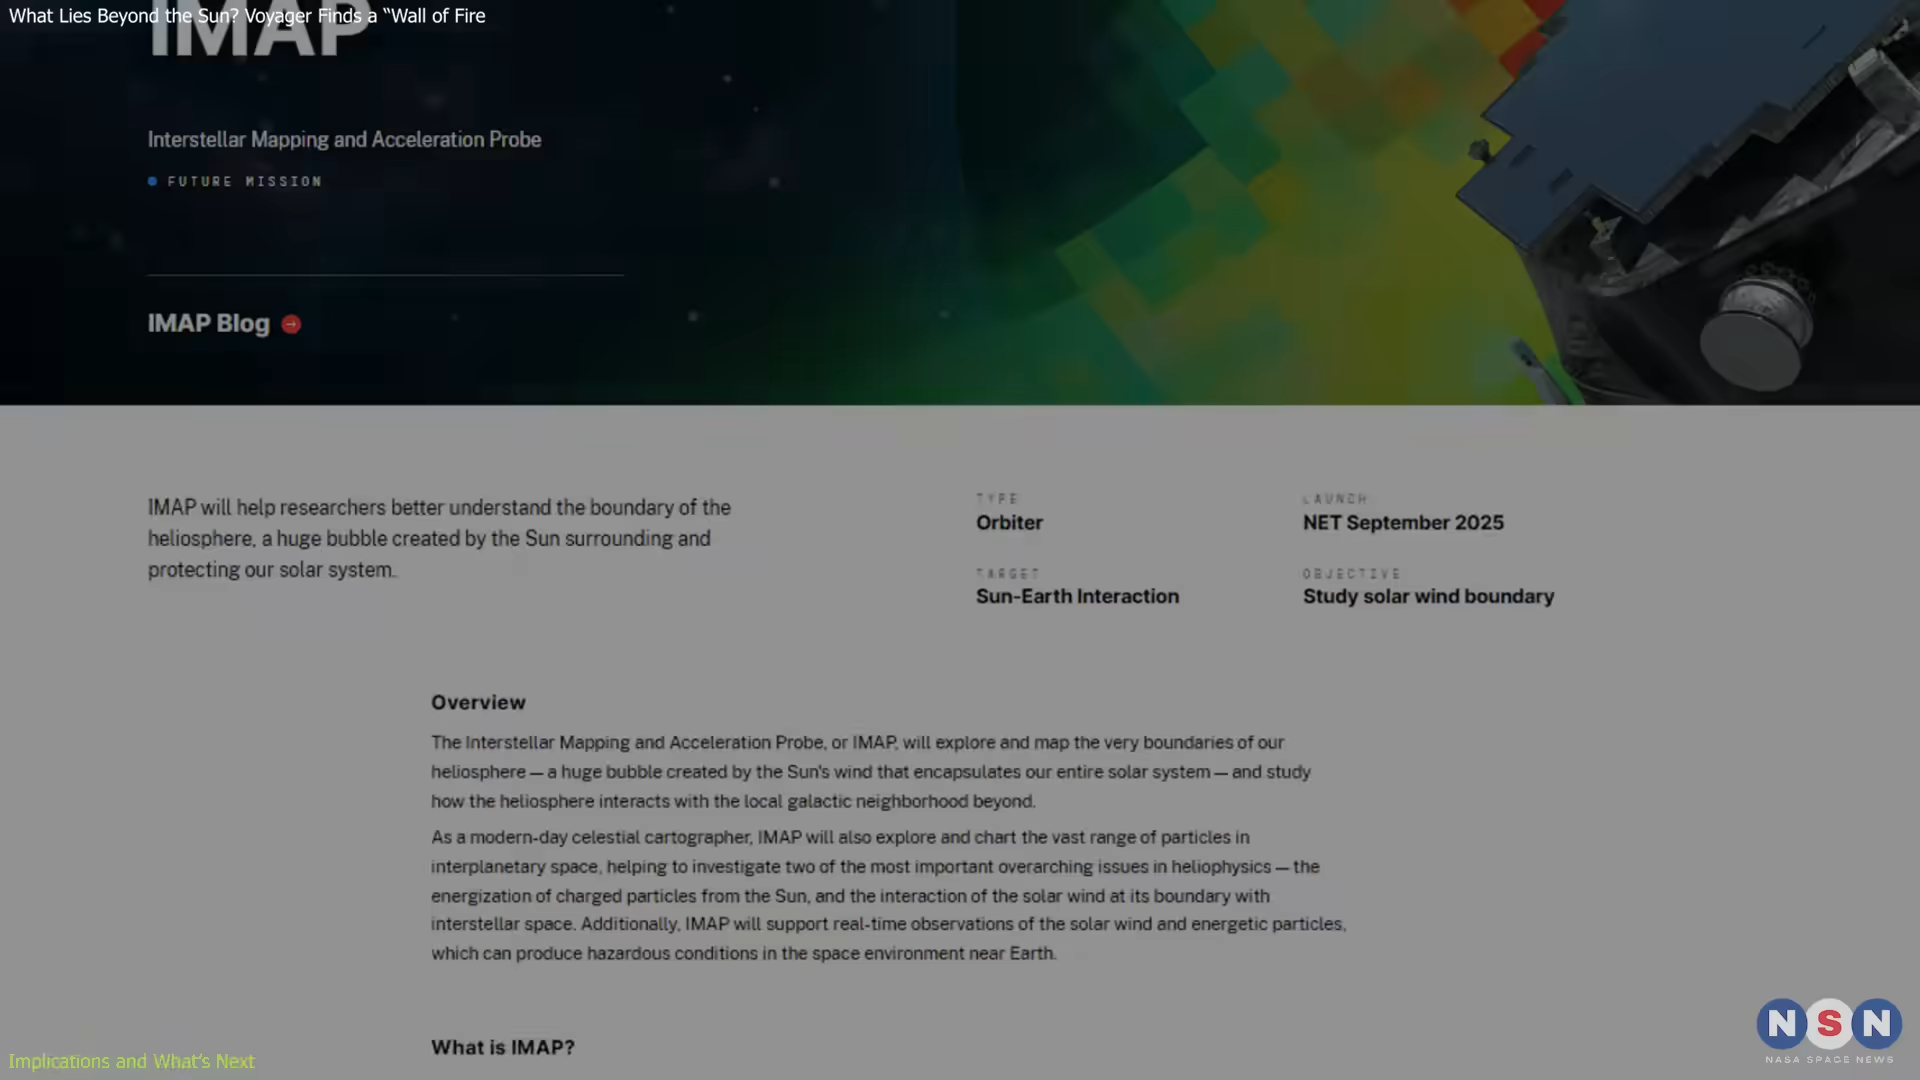 What Lies Beyond the Sun? Voyager Finds a “Wall of Fire
IMAP
Interstellar Mapping and Acceleration Probe
FUTURE MISSION
IMAP Blog
IMAP will help researchers better understand the boundary of the
heliosphere, a huge bubble created by the Sun surrounding and
protecting our solar system.
TYPE
Orbiter
LAUNCH
NET September 2025
TARGET
Sun-Earth Interaction
OBJECTIVE
Study solar wind boundary
Overview
The Interstellar Mapping and Acceleration Probe, or IMAP, will explore and map the very boundaries of our
heliosphere — a huge bubble created by the Sun's wind that encapsulates our entire solar system — and study
how the heliosphere interacts with the local galactic neighborhood beyond.
As a modern-day celestial cartographer, IMAP will also explore and chart the vast range of particles in
interplanetary space, helping to investigate two of the most important overarching issues in heliophysics — the
energization of charged particles from the Sun, and the interaction of the solar wind at its boundary with
interstellar space. Additionally, IMAP will support real-time observations of the solar wind and energetic particles,
which can produce hazardous conditions in the space environment near Earth.
What is IMAP?
Implications and What's Next
NSN
NASA SPACE NEWS